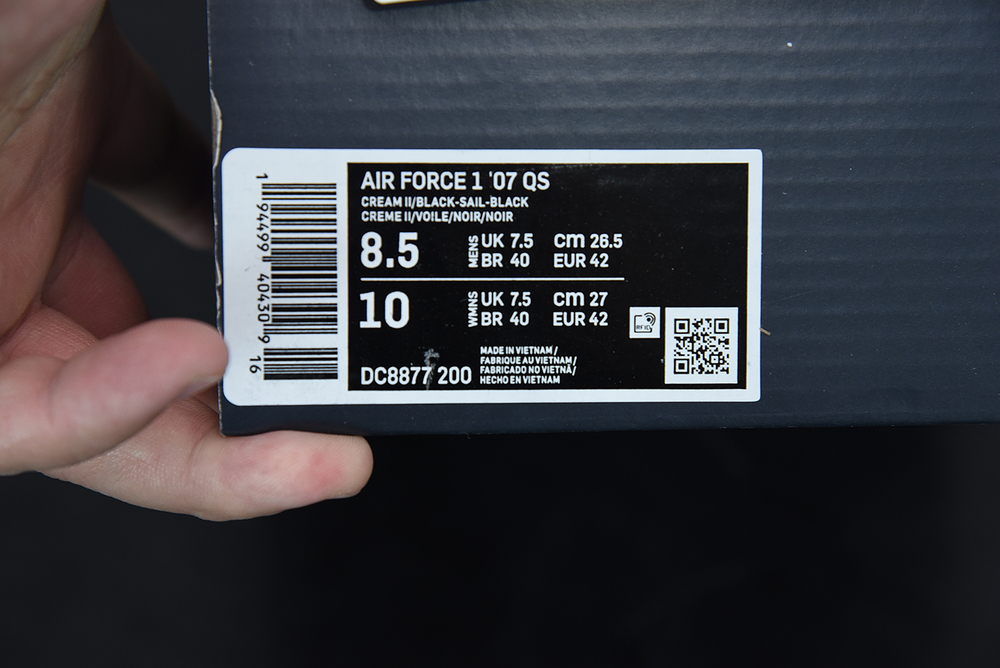 AIR FORCE 1 '07 QS
CREAM II/BLACK-SAIL-BLACK
CREME II/VOILE/NOIR/NOIR
8.5 MENS UK 7.5 cm 26.5
BR 40 EUR 42
10 WMNS UK 7.5 cm 27
BR 40 EUR 42
RFID
MADE IN VIETNAM /
FABRIQUE AU VIETNAM/
FABRICADO NO VIETNÃ/
HECHO EN VIETNAM
DC8877 200
1 94499 40430 9 16